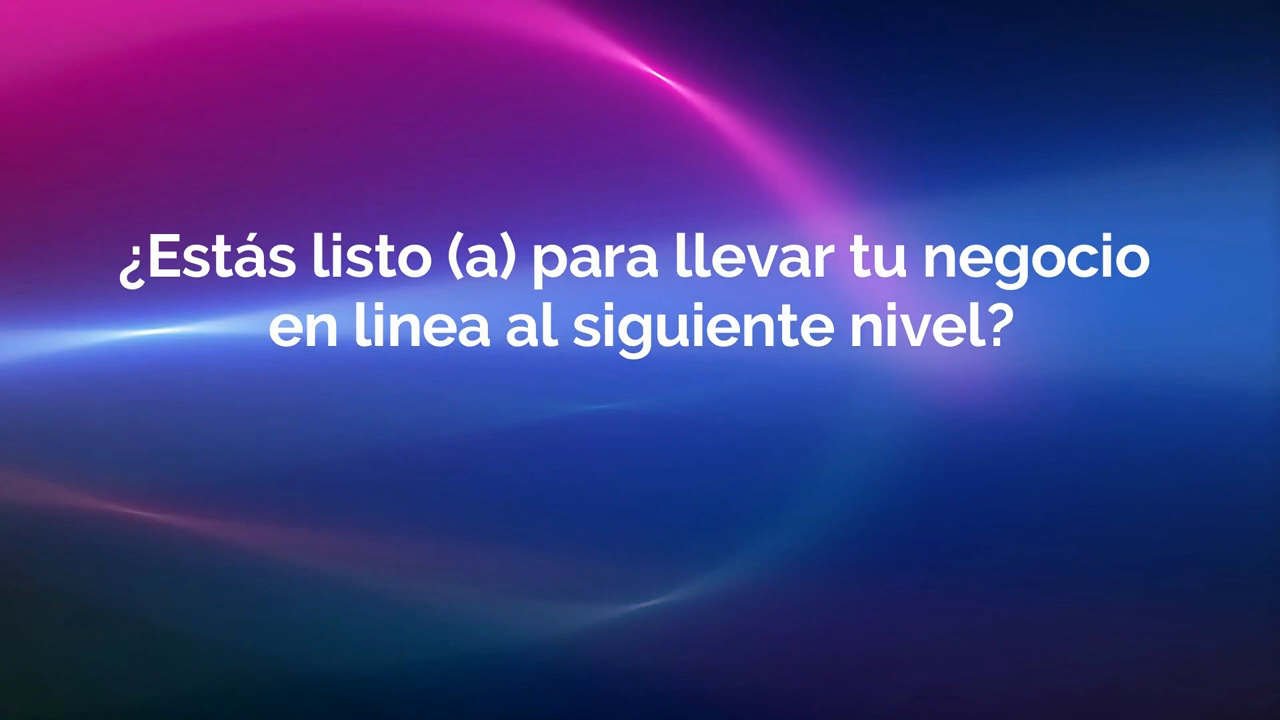 ¿Estás listo (a) para llevar tu negocio
en linea al siguiente nivel?